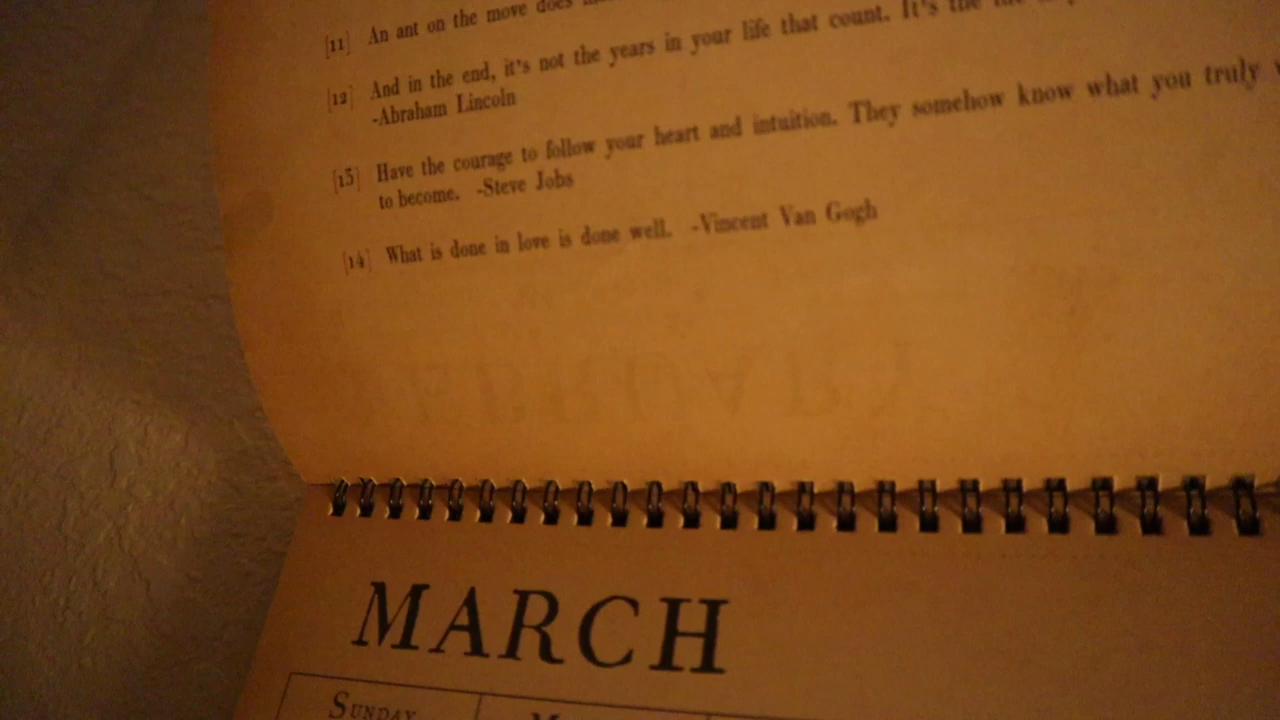 [11] An ant on the move does
[12] And in the end, it's not the years in your life that count. It's the
-Abraham Lincoln
[13] Have the courage to follow your heart and intuition. They somehow know what you truly
to become. -Steve Jobs
[14] What is done in love is done well. -Vincent Van Gogh
FEBRUARY
MARCH
SUNDAY